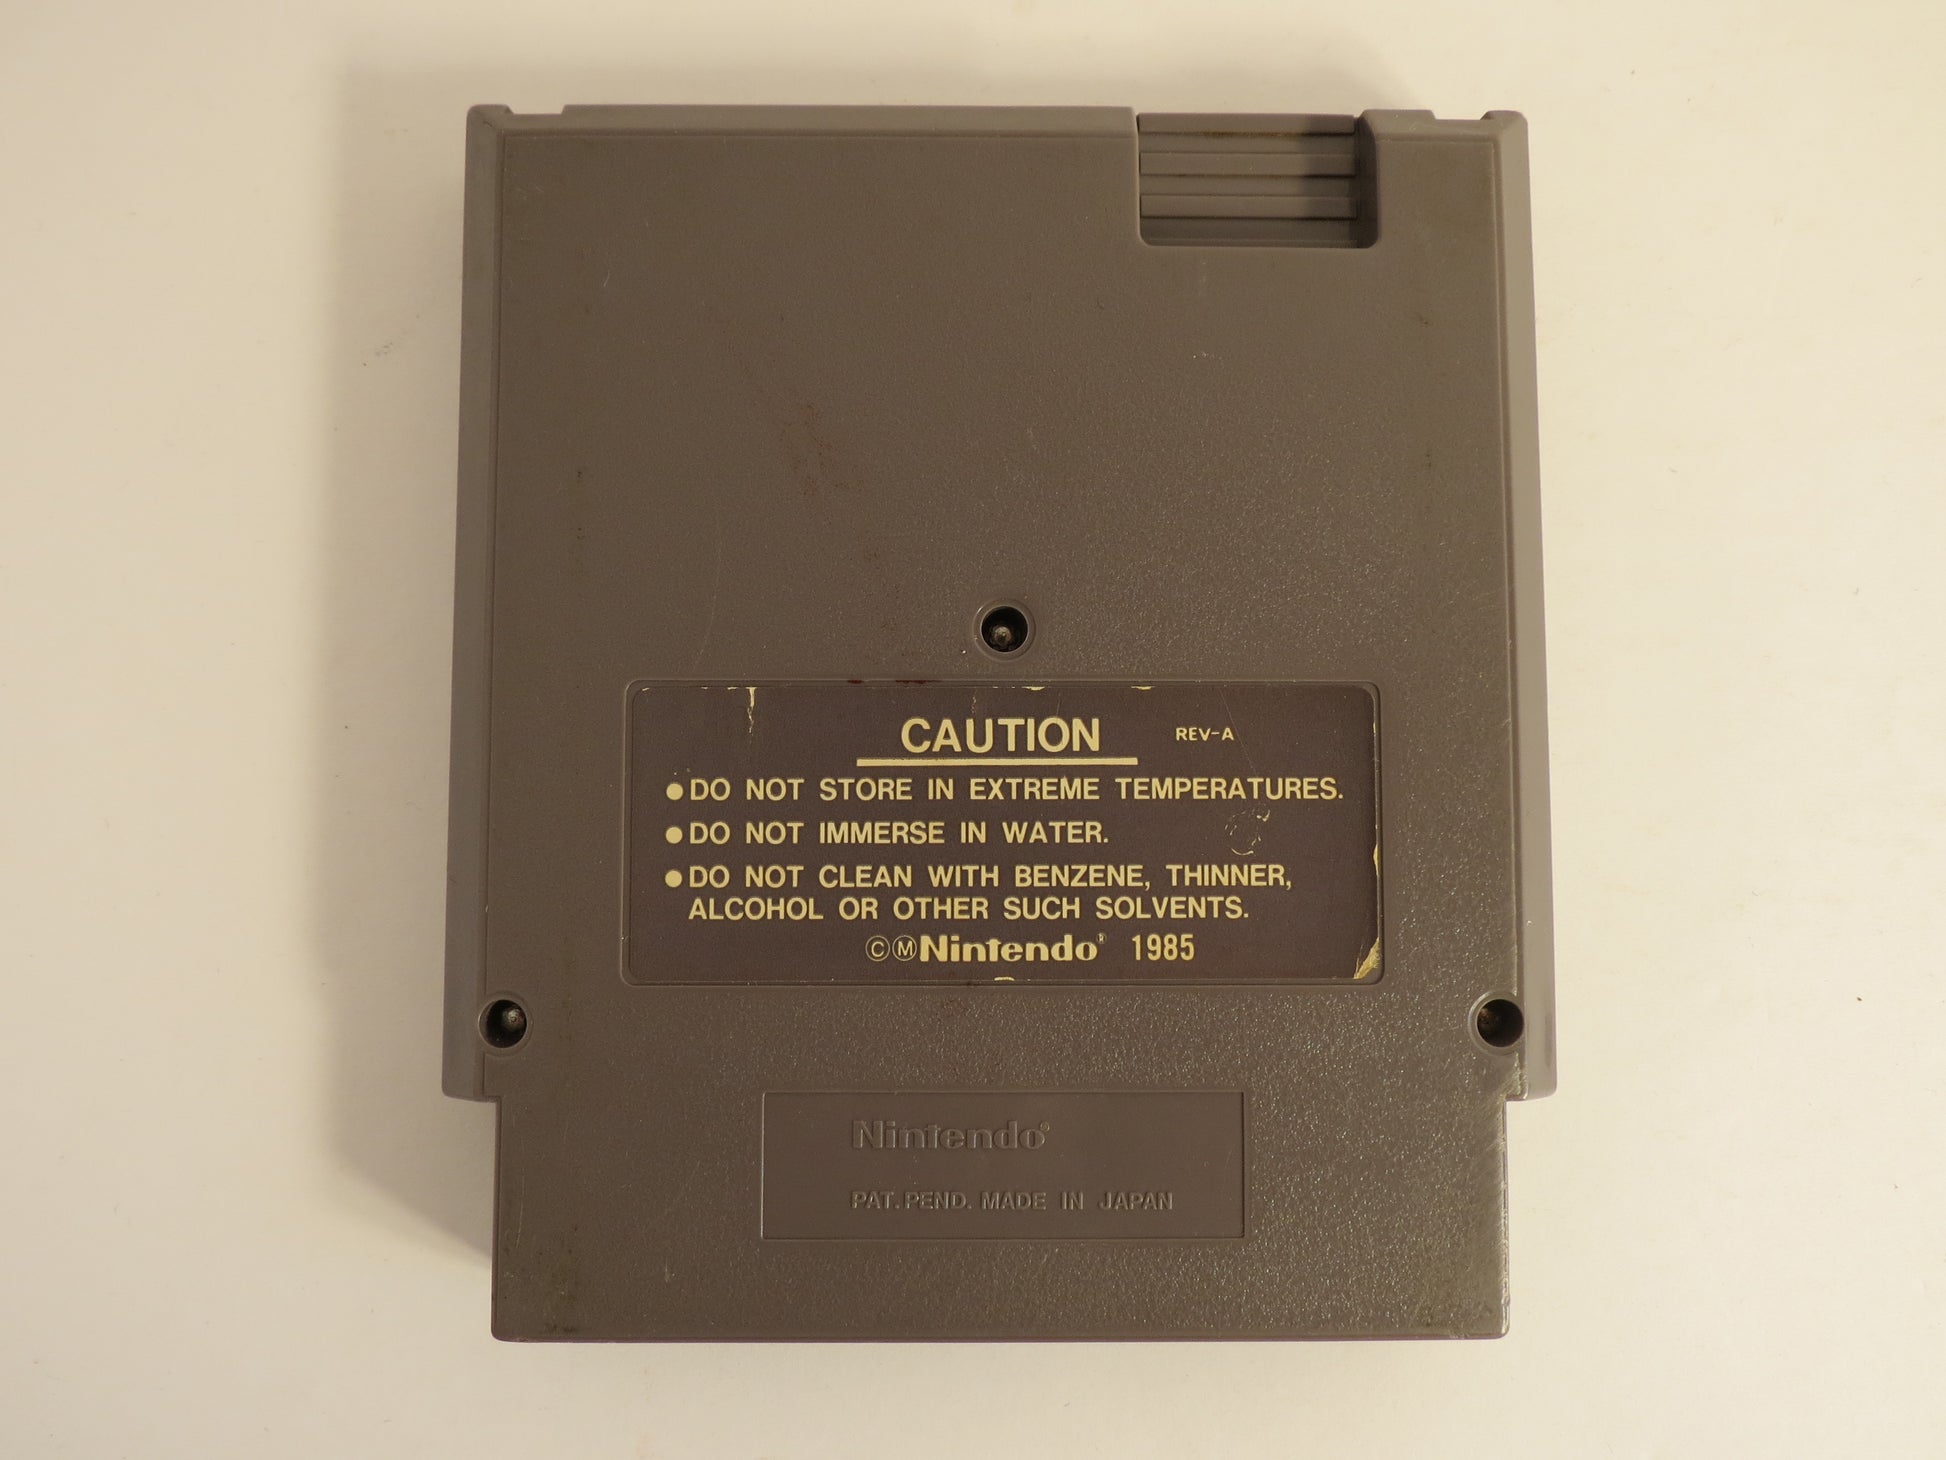 CAUTION REV-A
●DO NOT STORE IN EXTREME TEMPERATURES.
●DO NOT IMMERSE IN WATER.
●DO NOT CLEAN WITH BENZENE, THINNER,
ALCOHOL OR OTHER SUCH SOLVENTS.
ⒸⓂNintendo® 1985
Nintendo®
PAT. PEND. MADE IN JAPAN